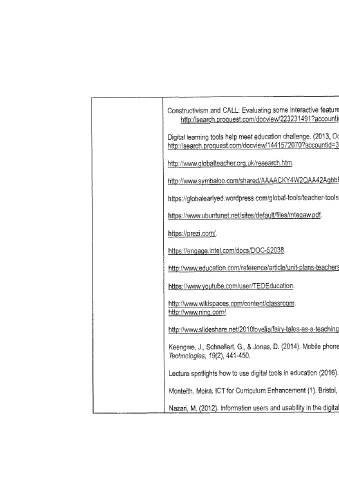 Constructivism and CALL: Evaluating some interactive feature
http://search.proquest.com/docview/223231491?accounti
Digital learning tools help meet education challenge. (2013, Oc
http://search.proquest.com/docview/1441572070?accountid=3
http://www.globalteacher.org.uk/research.htm.
http://www.symbaloo.com/shared/AAAACKY4W2QAA42Aghb
https://globalearlyed.wordpress.com/global-tools/teacher-tools
https://www.ubuntunet.net/sites/default/files/mtegaw.pdf.
https://prezi.com/.
https://engage.intel.com/docs/DOC-52038
http://www.education.com/reference/article/unit-plans-teachers
https://www.youtube.com/user/TEDEducation.
http://www.wikispaces.com/content/classroom.
http://www.ning.com/
http://www.slideshare.net/2010lovelia/fairy-tales-as-a-teaching
Keengwe, J., Schnellert, G., & Jonas, D. (2014). Mobile phone
Technologies, 19(2), 441-450.
Lecture spotlights how to use digital tools in education (2016).
Monteith, Moira, ICT for Curriculum Enhancement (1). Bristol,
Nazari, M. (2012). Information users and usability in the digital